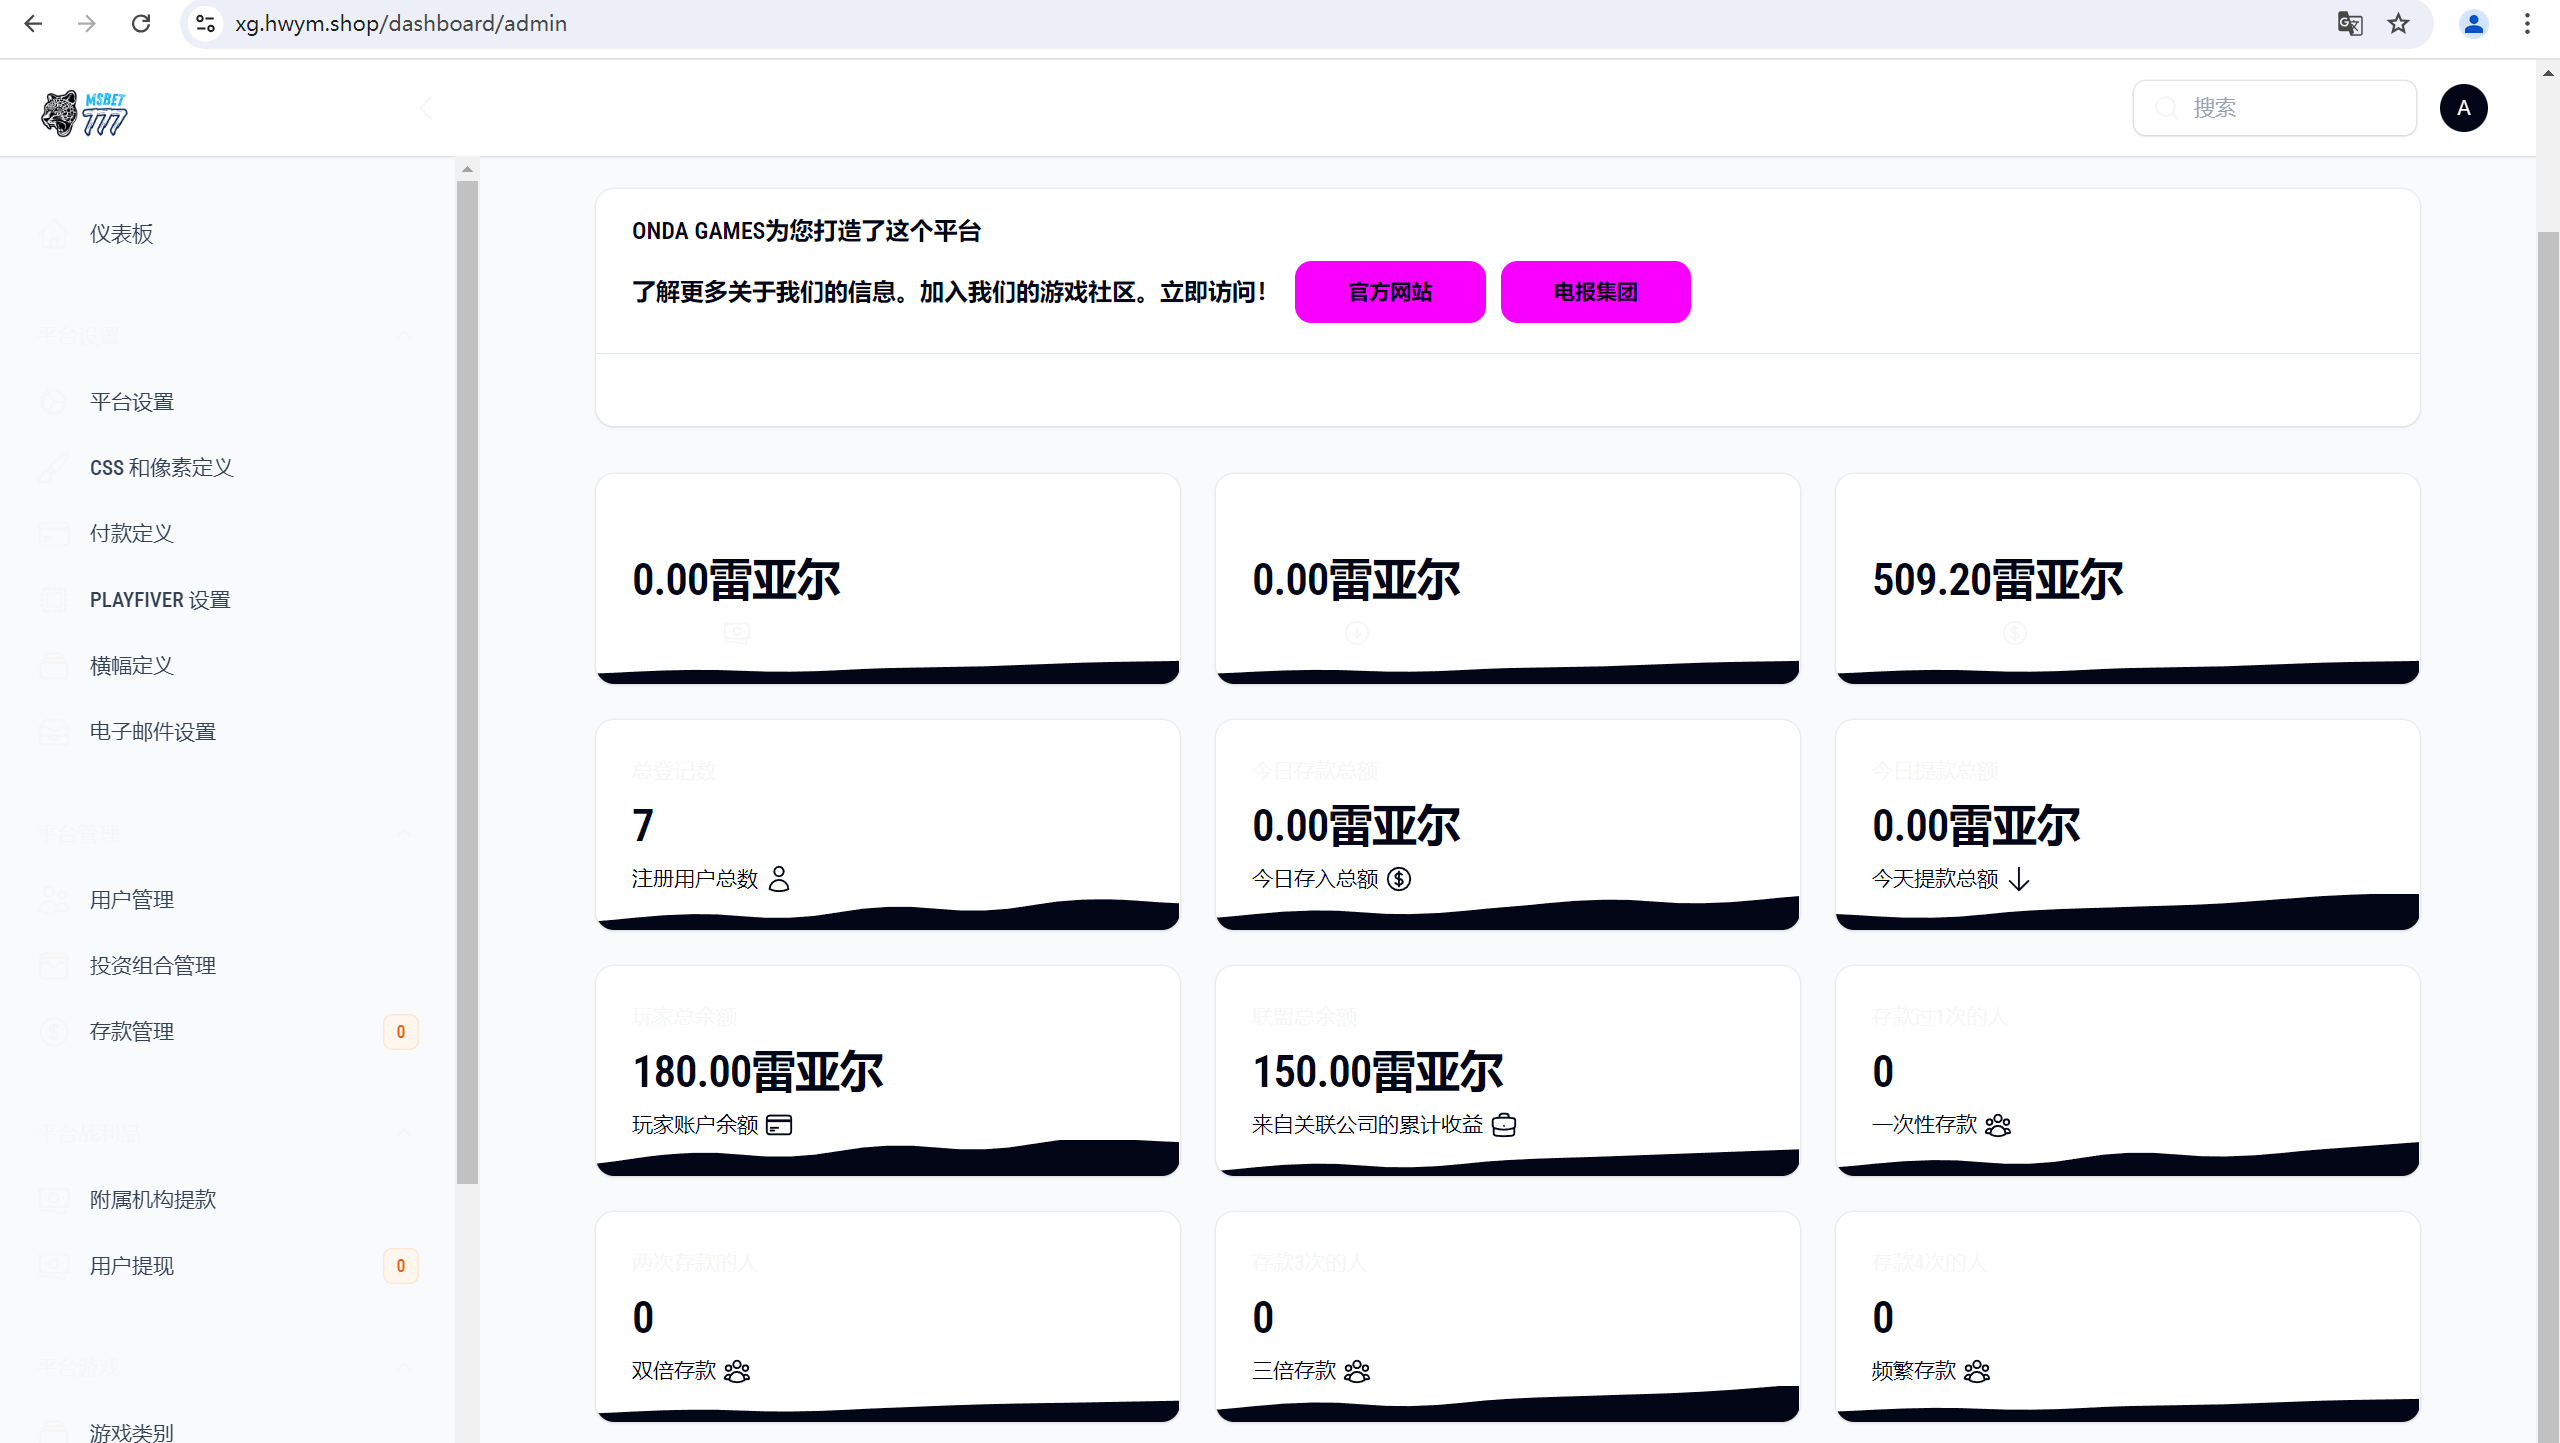 xg.hwym.shop/dashboard/admin
MSBET
777
搜索
A
仪表板
平台设置
平台设置
CSS 和像素定义
付款定义
PLAYFIVER 设置
横幅定义
电子邮件设置
平台管理
用户管理
投资组合管理
存款管理
0
附属机构提款
用户提现
0
平台游戏
游戏类别
ONDA GAMES为您打造了这个平台
了解更多关于我们的信息。加入我们的游戏社区。立即访问！
官方网站
电报集团
0.00雷亚尔
0.00雷亚尔
509.20雷亚尔
总登记数
7
注册用户总数
今日存款总额
0.00雷亚尔
今日存入总额
今日提款总额
0.00雷亚尔
今天提款总额
玩家总余额
180.00雷亚尔
玩家账户余额
联盟总余额
150.00雷亚尔
来自关联公司的累计收益
存款过1次的人
0
一次性存款
两次存款的人
0
双倍存款
存款3次的人
0
三倍存款
存款4次的人
0
频繁存款